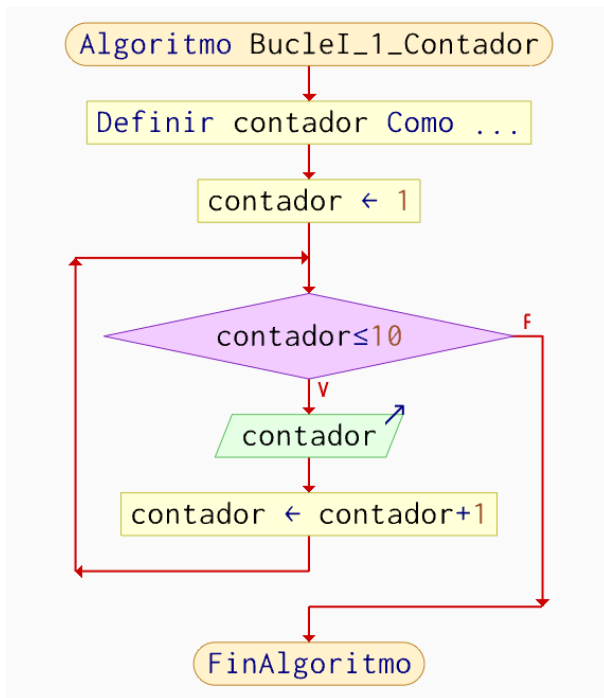 Algoritmo BucleI_1_Contador
Definir contador Como ...
contador ← 1
contador≤10
F
V
contador
contador ← contador+1
FinAlgoritmo